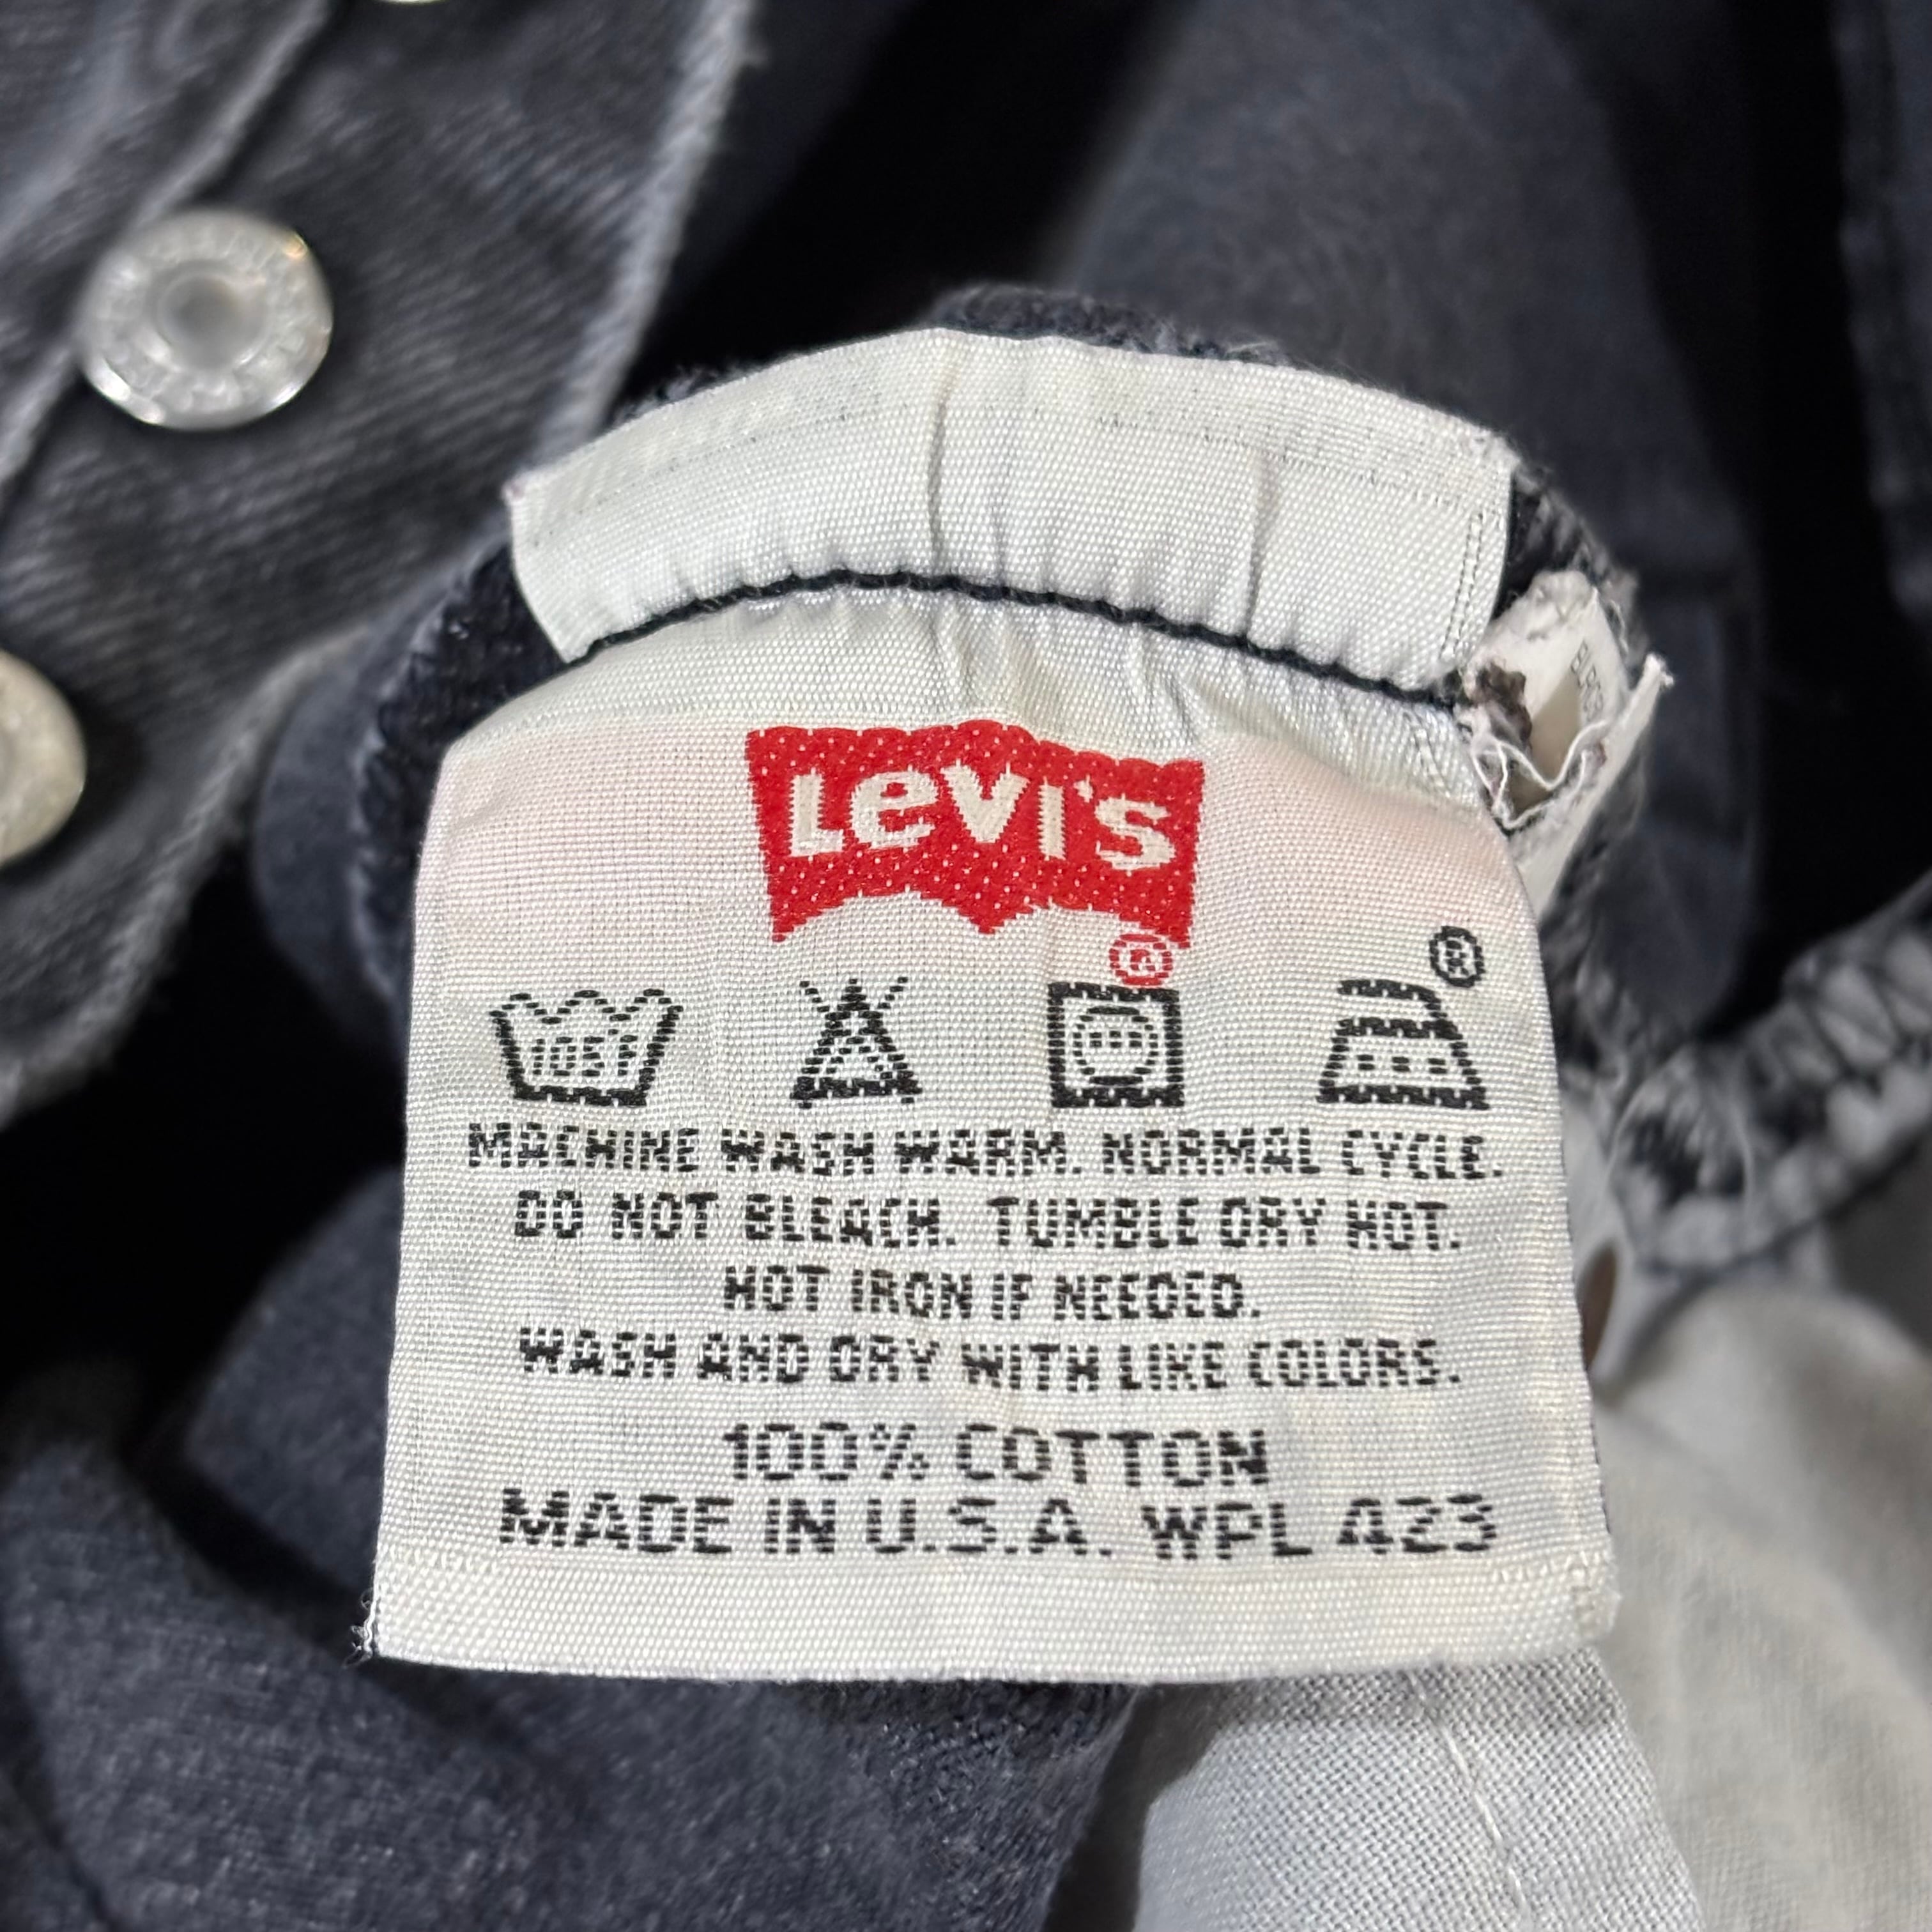 LEVI'S
®
®
105F
MACHINE WASH WARM. NORMAL CYCLE.
DO NOT BLEACH. TUMBLE DRY HOT.
HOT IRON IF NEEDED.
WASH AND DRY WITH LIKE COLORS.
100% COTTON
MADE IN U.S.A. WPL 423